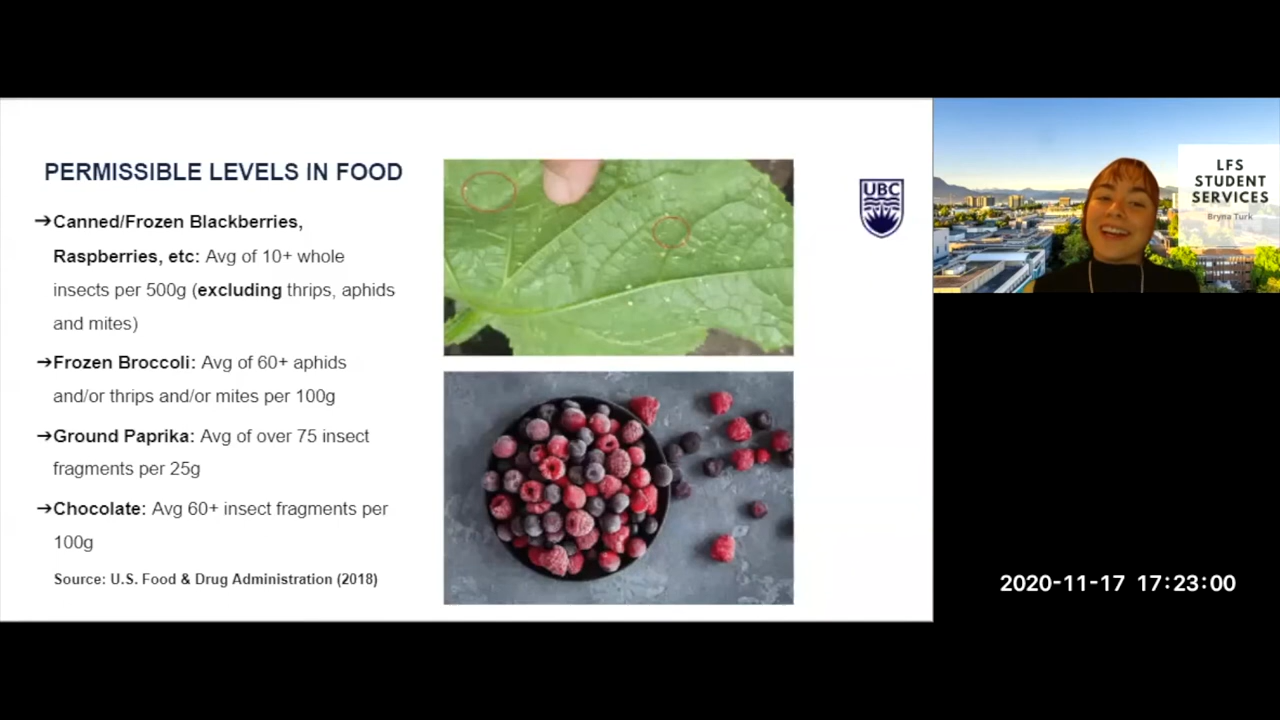 PERMISSIBLE LEVELS IN FOOD
➔Canned/Frozen Blackberries,
Raspberries, etc: Avg of 10+ whole
insects per 500g (excluding thrips, aphids
and mites)
➔Frozen Broccoli: Avg of 60+ aphids
and/or thrips and/or mites per 100g
➔Ground Paprika: Avg of over 75 insect
fragments per 25g
➔Chocolate: Avg 60+ insect fragments per
100g
Source: U.S. Food & Drug Administration (2018)
UBC
LFS
STUDENT
SERVICES
Bryna Turk
2020-11-17 17:23:00